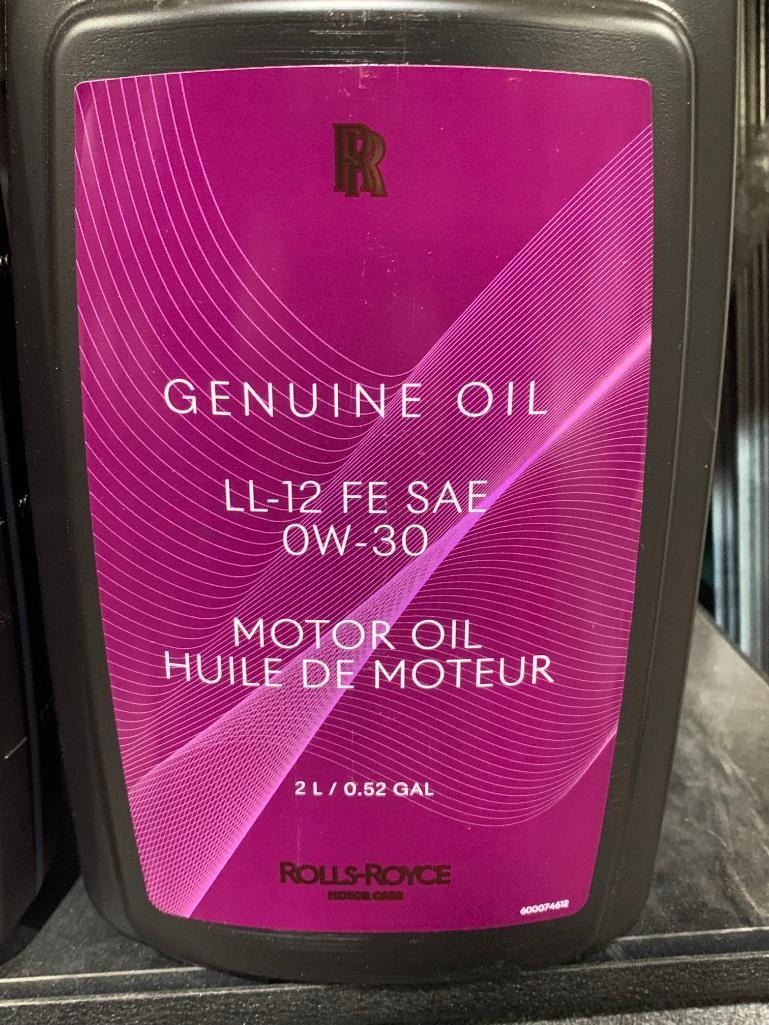 RR
GENUINE OIL
LL-12 FE SAE
0W-30
MOTOR OIL
HUILE DE MOTEUR
2 L / 0.52 GAL
ROLLS-ROYCE
MOTOR CARS
600074612